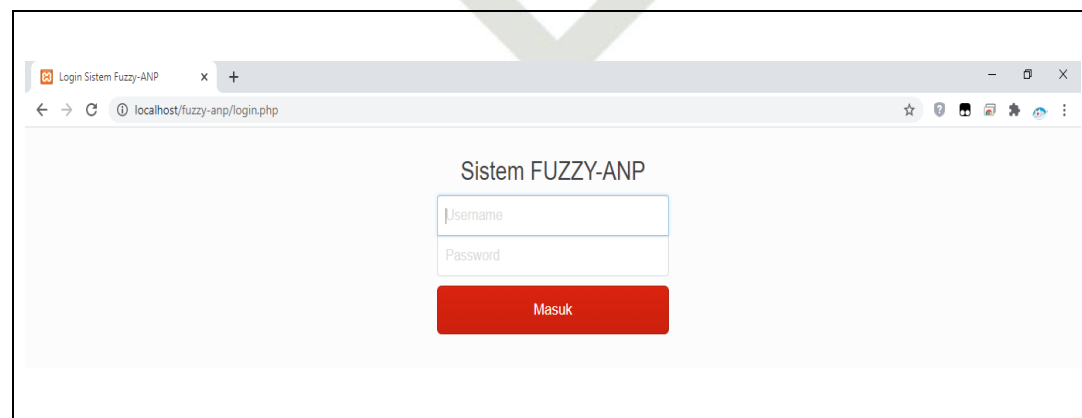 Login Sistem Fuzzy-ANP
localhost/fuzzy-anp/login.php
Sistem FUZZY-ANP
Username
Password
Masuk